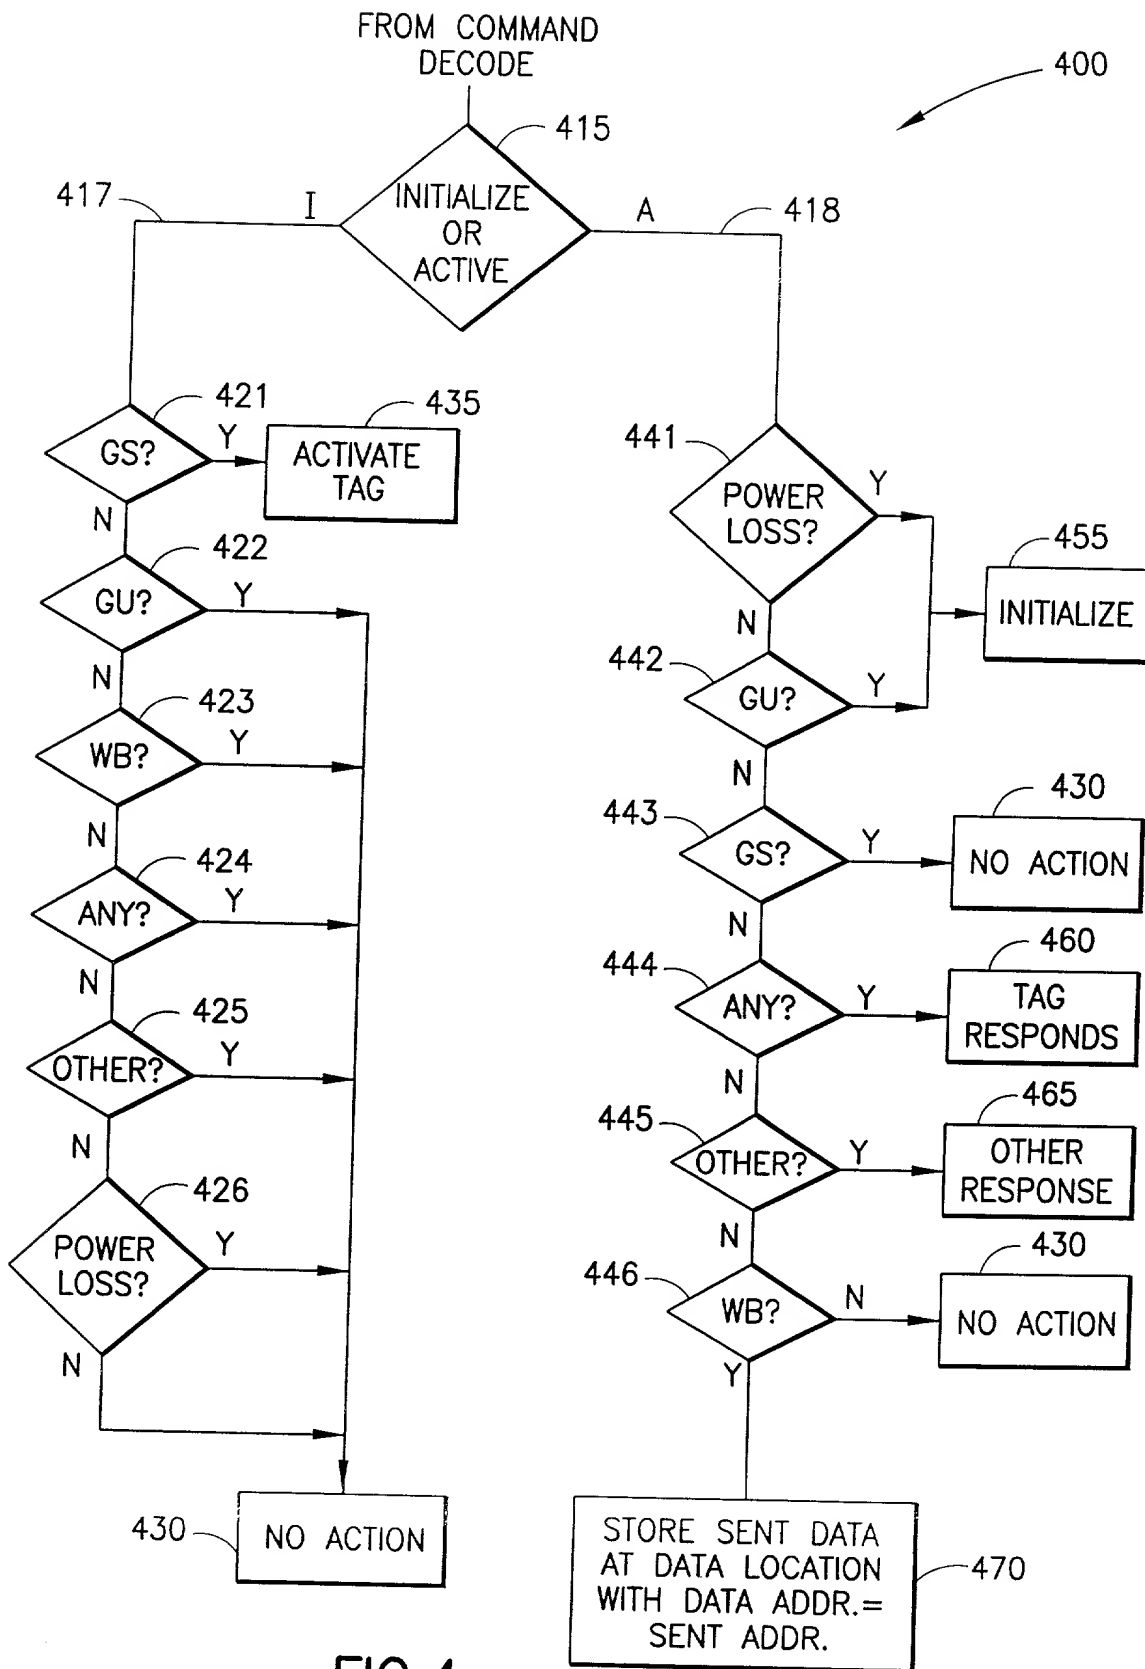 FROM COMMAND
DECODE
400
415
417
I
INITIALIZE
OR
ACTIVE
A
418
421
GS?
Y
435
ACTIVATE
TAG
N
422
GU?
Y
N
423
WB?
Y
N
424
ANY?
Y
N
425
OTHER?
Y
N
426
POWER
LOSS?
Y
N
430
NO ACTION
441
POWER
LOSS?
Y
455
INITIALIZE
N
442
GU?
Y
N
443
GS?
Y
430
NO ACTION
N
444
ANY?
Y
460
TAG
RESPONDS
N
445
OTHER?
Y
465
OTHER
RESPONSE
N
446
WB?
N
430
NO ACTION
Y
STORE SENT DATA
AT DATA LOCATION
WITH DATA ADDR.=
SENT ADDR.
470